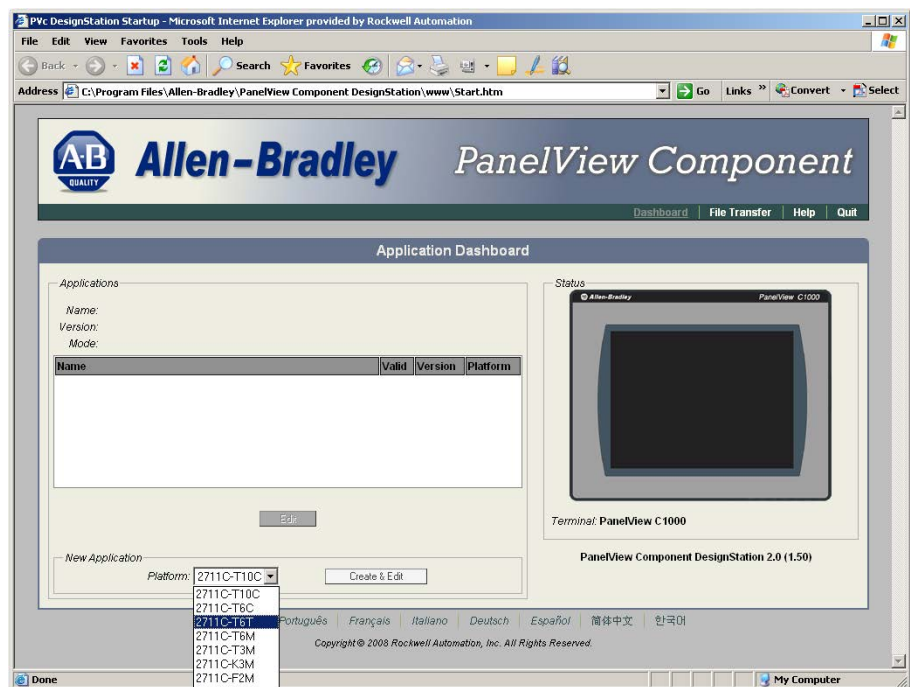 PVc DesignStation Startup - Microsoft Internet Explorer provided by Rockwell Automation
File Edit View Favorites Tools Help
Back Search Favorites
Address C:\Program Files\Allen-Bradley\PanelView Component DesignStation\www\Start.htm Go Links » Convert Select
AB QUALITY Allen-Bradley PanelView Component
Dashboard File Transfer Help Quit
Application Dashboard
Applications
Name:
Version:
Mode:
Name Valid Version Platform
Edit
Status
Allen-Bradley PanelView C1000
Terminal: PanelView C1000
PanelView Component DesignStation 2.0 (1.50)
New Application
Platform: 2711C-T10C Create & Edit
2711C-T10C
2711C-T6C
2711C-T6T
2711C-T6M
2711C-T3M
2711C-K3M
2711C-F2M
Português Français Italiano Deutsch Español 简体中文 한국어
Copyright © 2008 Rockwell Automation, Inc. All Rights Reserved.
Done My Computer